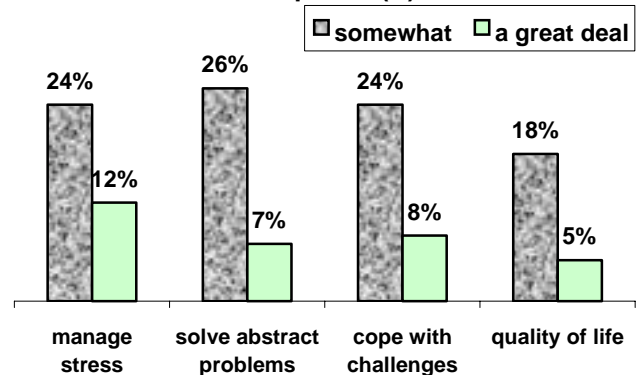 somewhat a great deal
24% 26% 24% 18%
12% 7% 8% 5%
manage solve abstract cope with quality of life
stress problems challenges